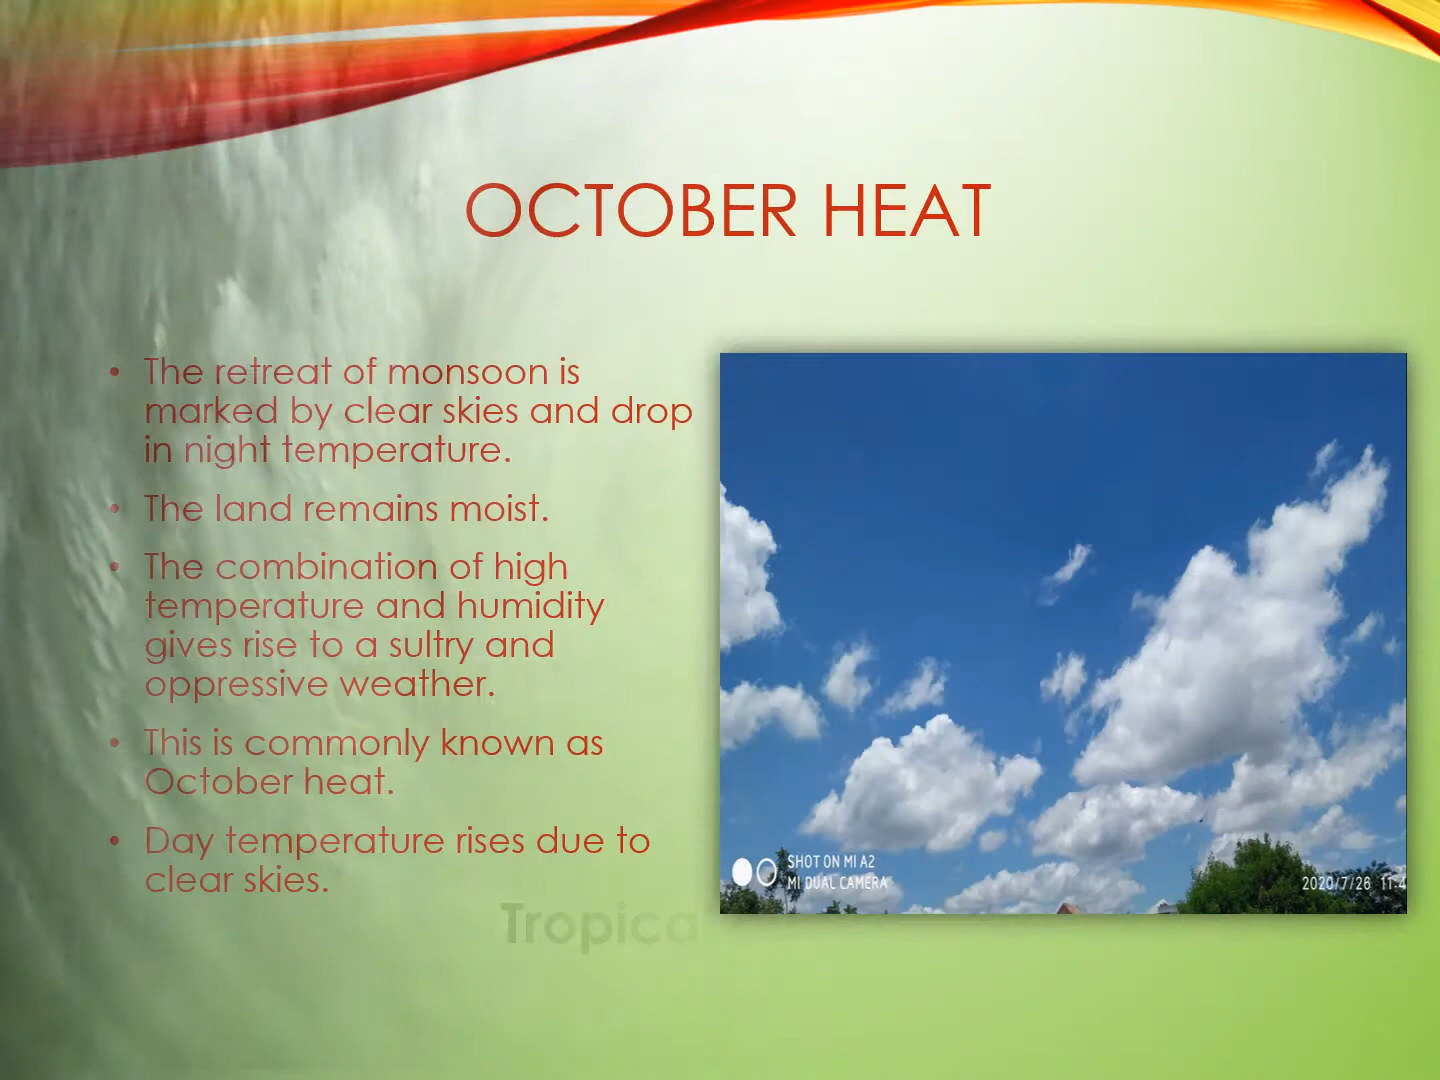 OCTOBER HEAT
• The retreat of monsoon is
marked by clear skies and drop
in night temperature.
• The land remains moist.
• The combination of high
temperature and humidity
gives rise to a sultry and
oppressive weather.
• This is commonly known as
October heat.
• Day temperature rises due to
clear skies.
SHOT ON MI A2
MI DUAL CAMERA
2020/7/26 11:4
Tropica